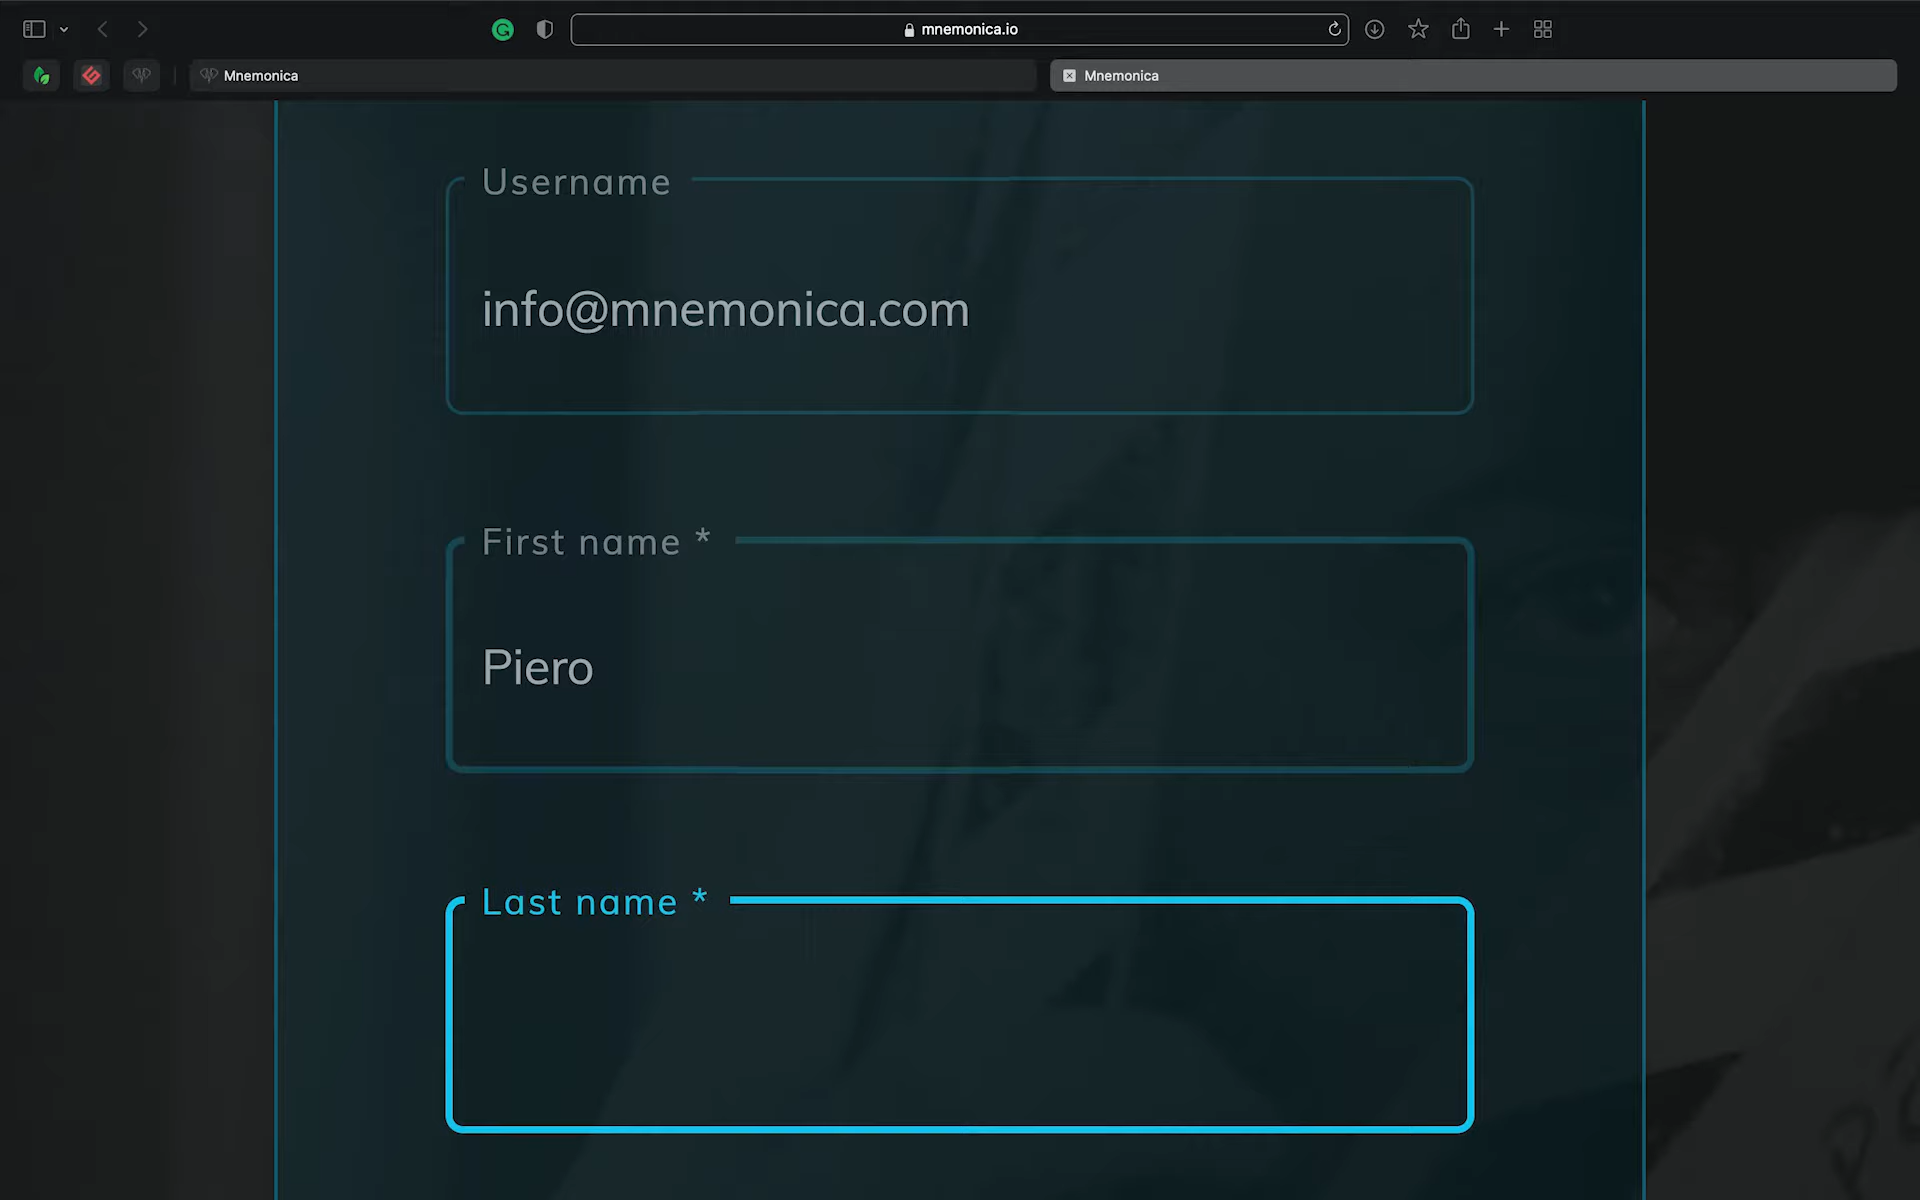 mnemonica.io
Mnemonica
Mnemonica
Username
info@mnemonica.com
First name *
Piero
Last name *